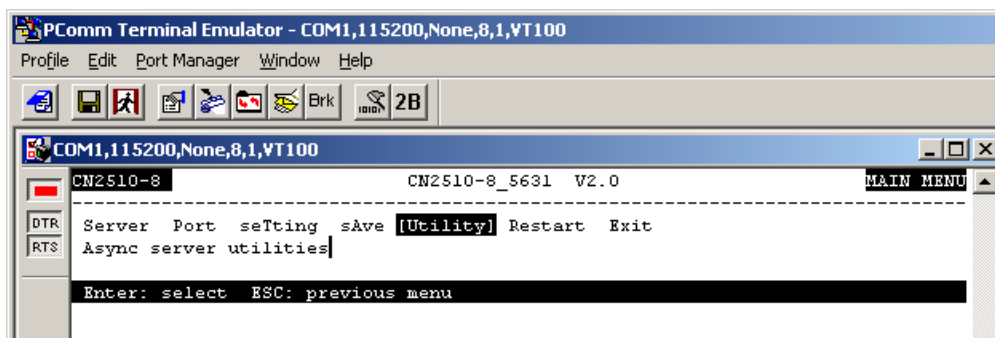 PComm Terminal Emulator - COM1,115200,None,8,1,VT100
Profile Edit Port Manager Window Help
Brk 2B
COM1,115200,None,8,1,VT100
CN2510-8 CN2510-8_5631 V2.0 MAIN MENU
DTR Server Port seTting sAve [Utility] Restart Exit
RTS Async server utilities
Enter: select ESC: previous menu